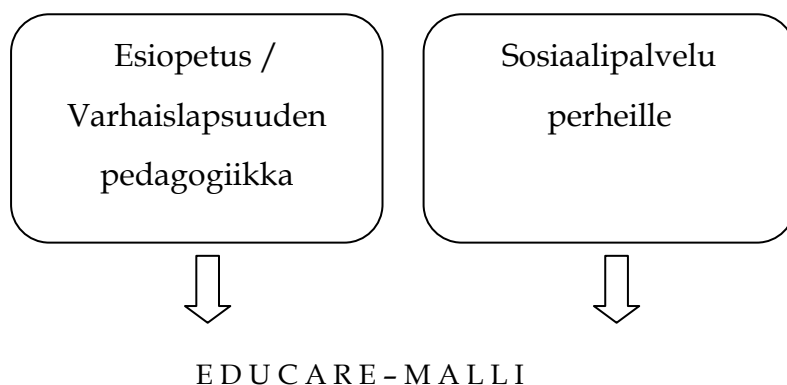 Esiopetus /
Varhaislapsuuden
pedagogiikka
Sosiaalipalvelu
perheille
EDUCARE–MALLI